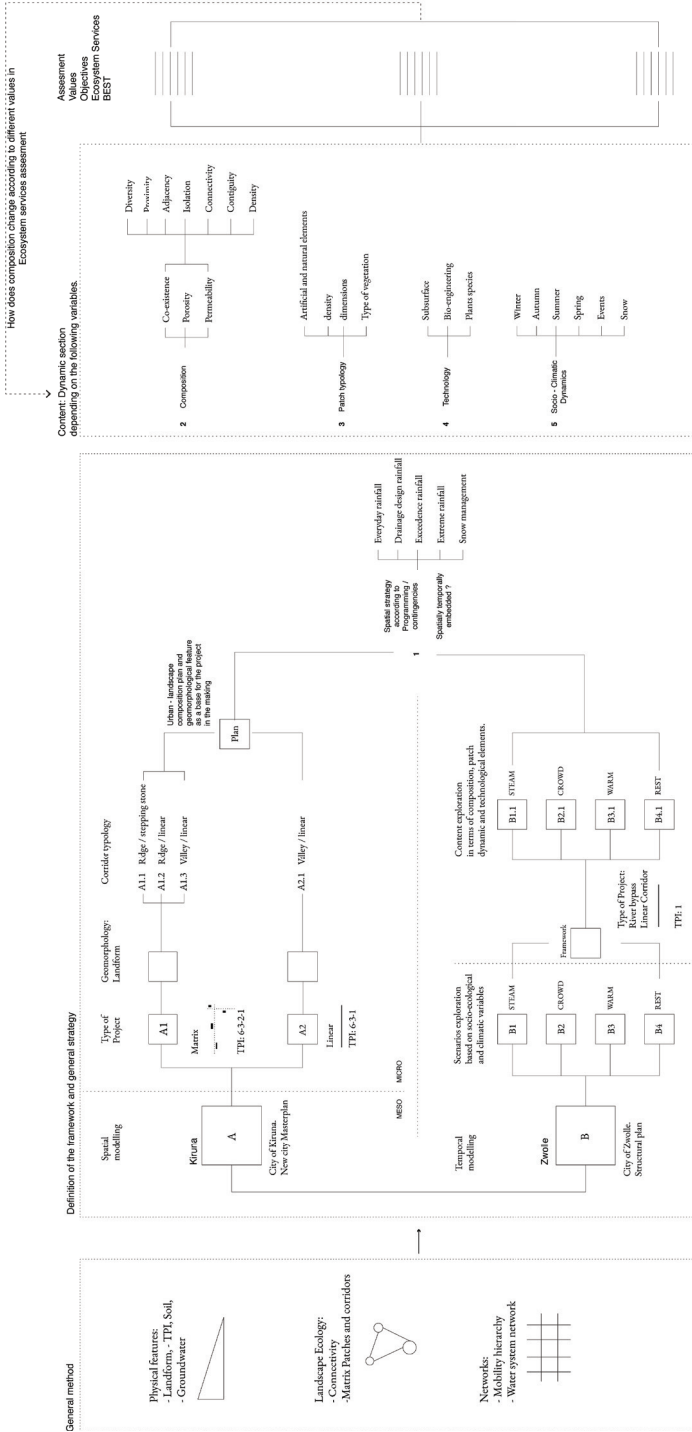 General method
Physical features:
- Landform, - TPI, Soil,
- Groundwater
Landscape Ecology:
- Connectivity
-Matrix Patches and corridors
Networks:
- Mobility hierarchy
- Water system network
Definition of the framework and general strategy
Spatial
modelling
Kiruna
A
City of Kiruna.
New city Masterplan
MESO
MICRO
Type of
Project
A1
Matrix
TPI: 6-3-2-1
A2
Linear
TPI: 6-3-1
Geomorphology:
Landform
Corridor typology
A1.1 Rdge / stepping stone
A1.2 Rdge / linear
A1.3 Villey / linear
A2.1 Villey / linear
Urban - landscape
composition plan and
geomorphological feature
as a base for the project
in the making
Plan
Temporal
modelling
Zwole
B
City of Zwolle.
Structural plan
Scenarios exploration
based on socio-ecological
and climatic variables
B1 STEAM
B2 CROWD
B3 WARM
B4 REST
Framework
Type of Project:
River bypass
Linear Corridor
TPI: 1
Content exploration
in terms of composition, patch
dynamic and technological elements.
B1.1 STEAM
B2.1 CROWD
B3.1 WARM
B4.1 REST
1
Spatial strategy
according to
Programming /
contingencies
Spatially temporally
embedded ?
Everyday rainfall
Drainage design rainfall
Exceedence rainfall
Extreme rainfall
Snow management
Content: Dynamic section
depending on the following variables.
2
Composition
Co-existence
Porosity
Permeability
Diversity
Proximity
Adjacency
Isolation
Connectivity
Contiguity
Density
3
Patch typology
Artificial and natural elements
density
dimensions
Type of vegetation
4
Technology
Subsurface
Bio-engineering
Plants species
5
Socio - Climatic
Dynamics
Winter
Autumn
Summer
Spring
Events
Snow
How does composition change according to different values in
Ecosystem services assesment
Assesment
Values
Objectives
Ecosystem Services
BEST